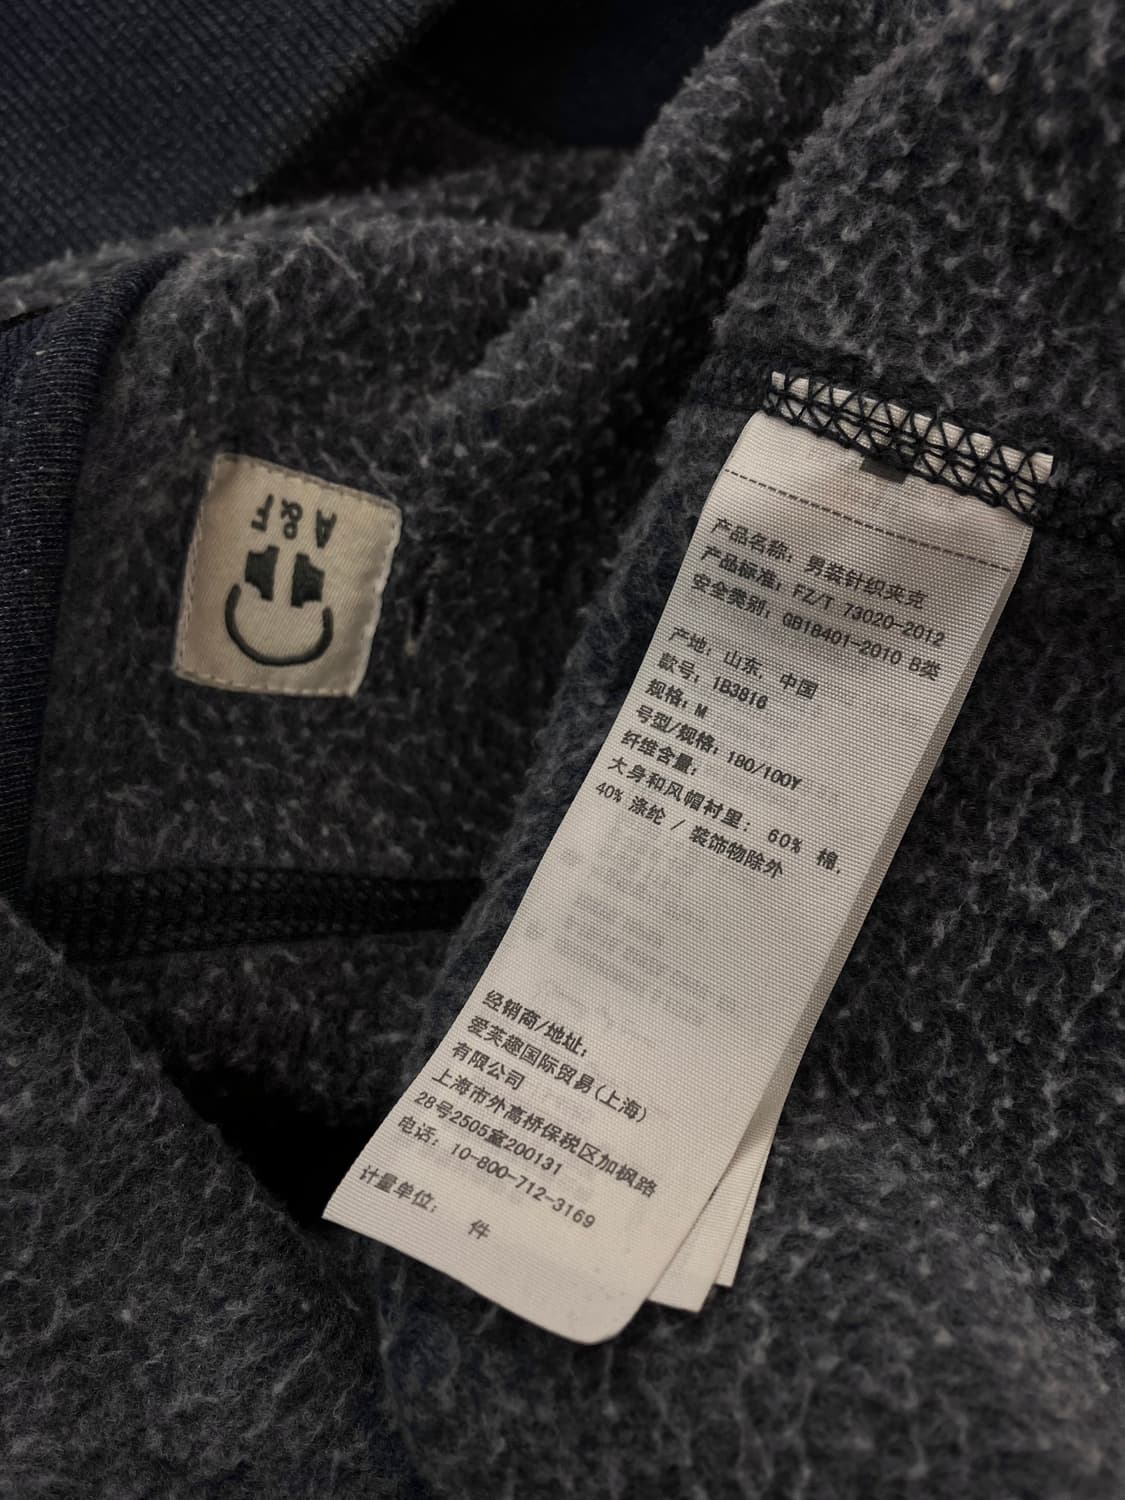 A&F
产品名称: 男装针织夹克
产品标准: FZ/T 73020-2012
安全类别: GB18401-2010 B类
产地: 山东, 中国
款号: 1B3916
规格: M
号型/规格: 180/100Y
纤维含量:
大身和风帽衬里: 60% 棉,
40% 涤纶 / 装饰物除外
经销商/地址:
爱芙趣国际贸易(上海)
有限公司
上海市外高桥保税区加枫路
28号2505室200131
电话: 10-800-712-3169
计量单位: 件